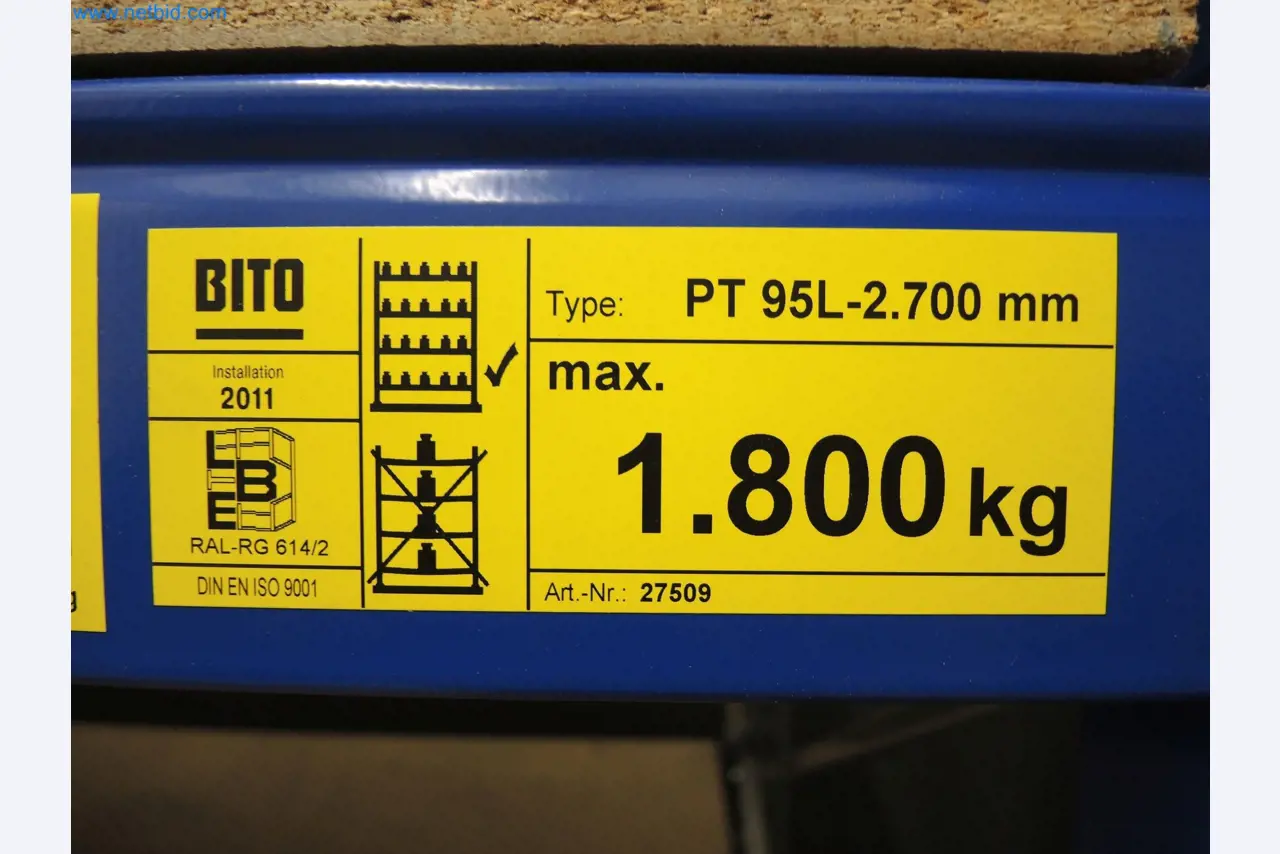 www.netbid.com
BITO
Installation
2011
LBE
RAL-RG 614/2
DIN EN ISO 9001
Type: PT 95L-2.700 mm
max.
1.800 kg
Art.-Nr.: 27509
g